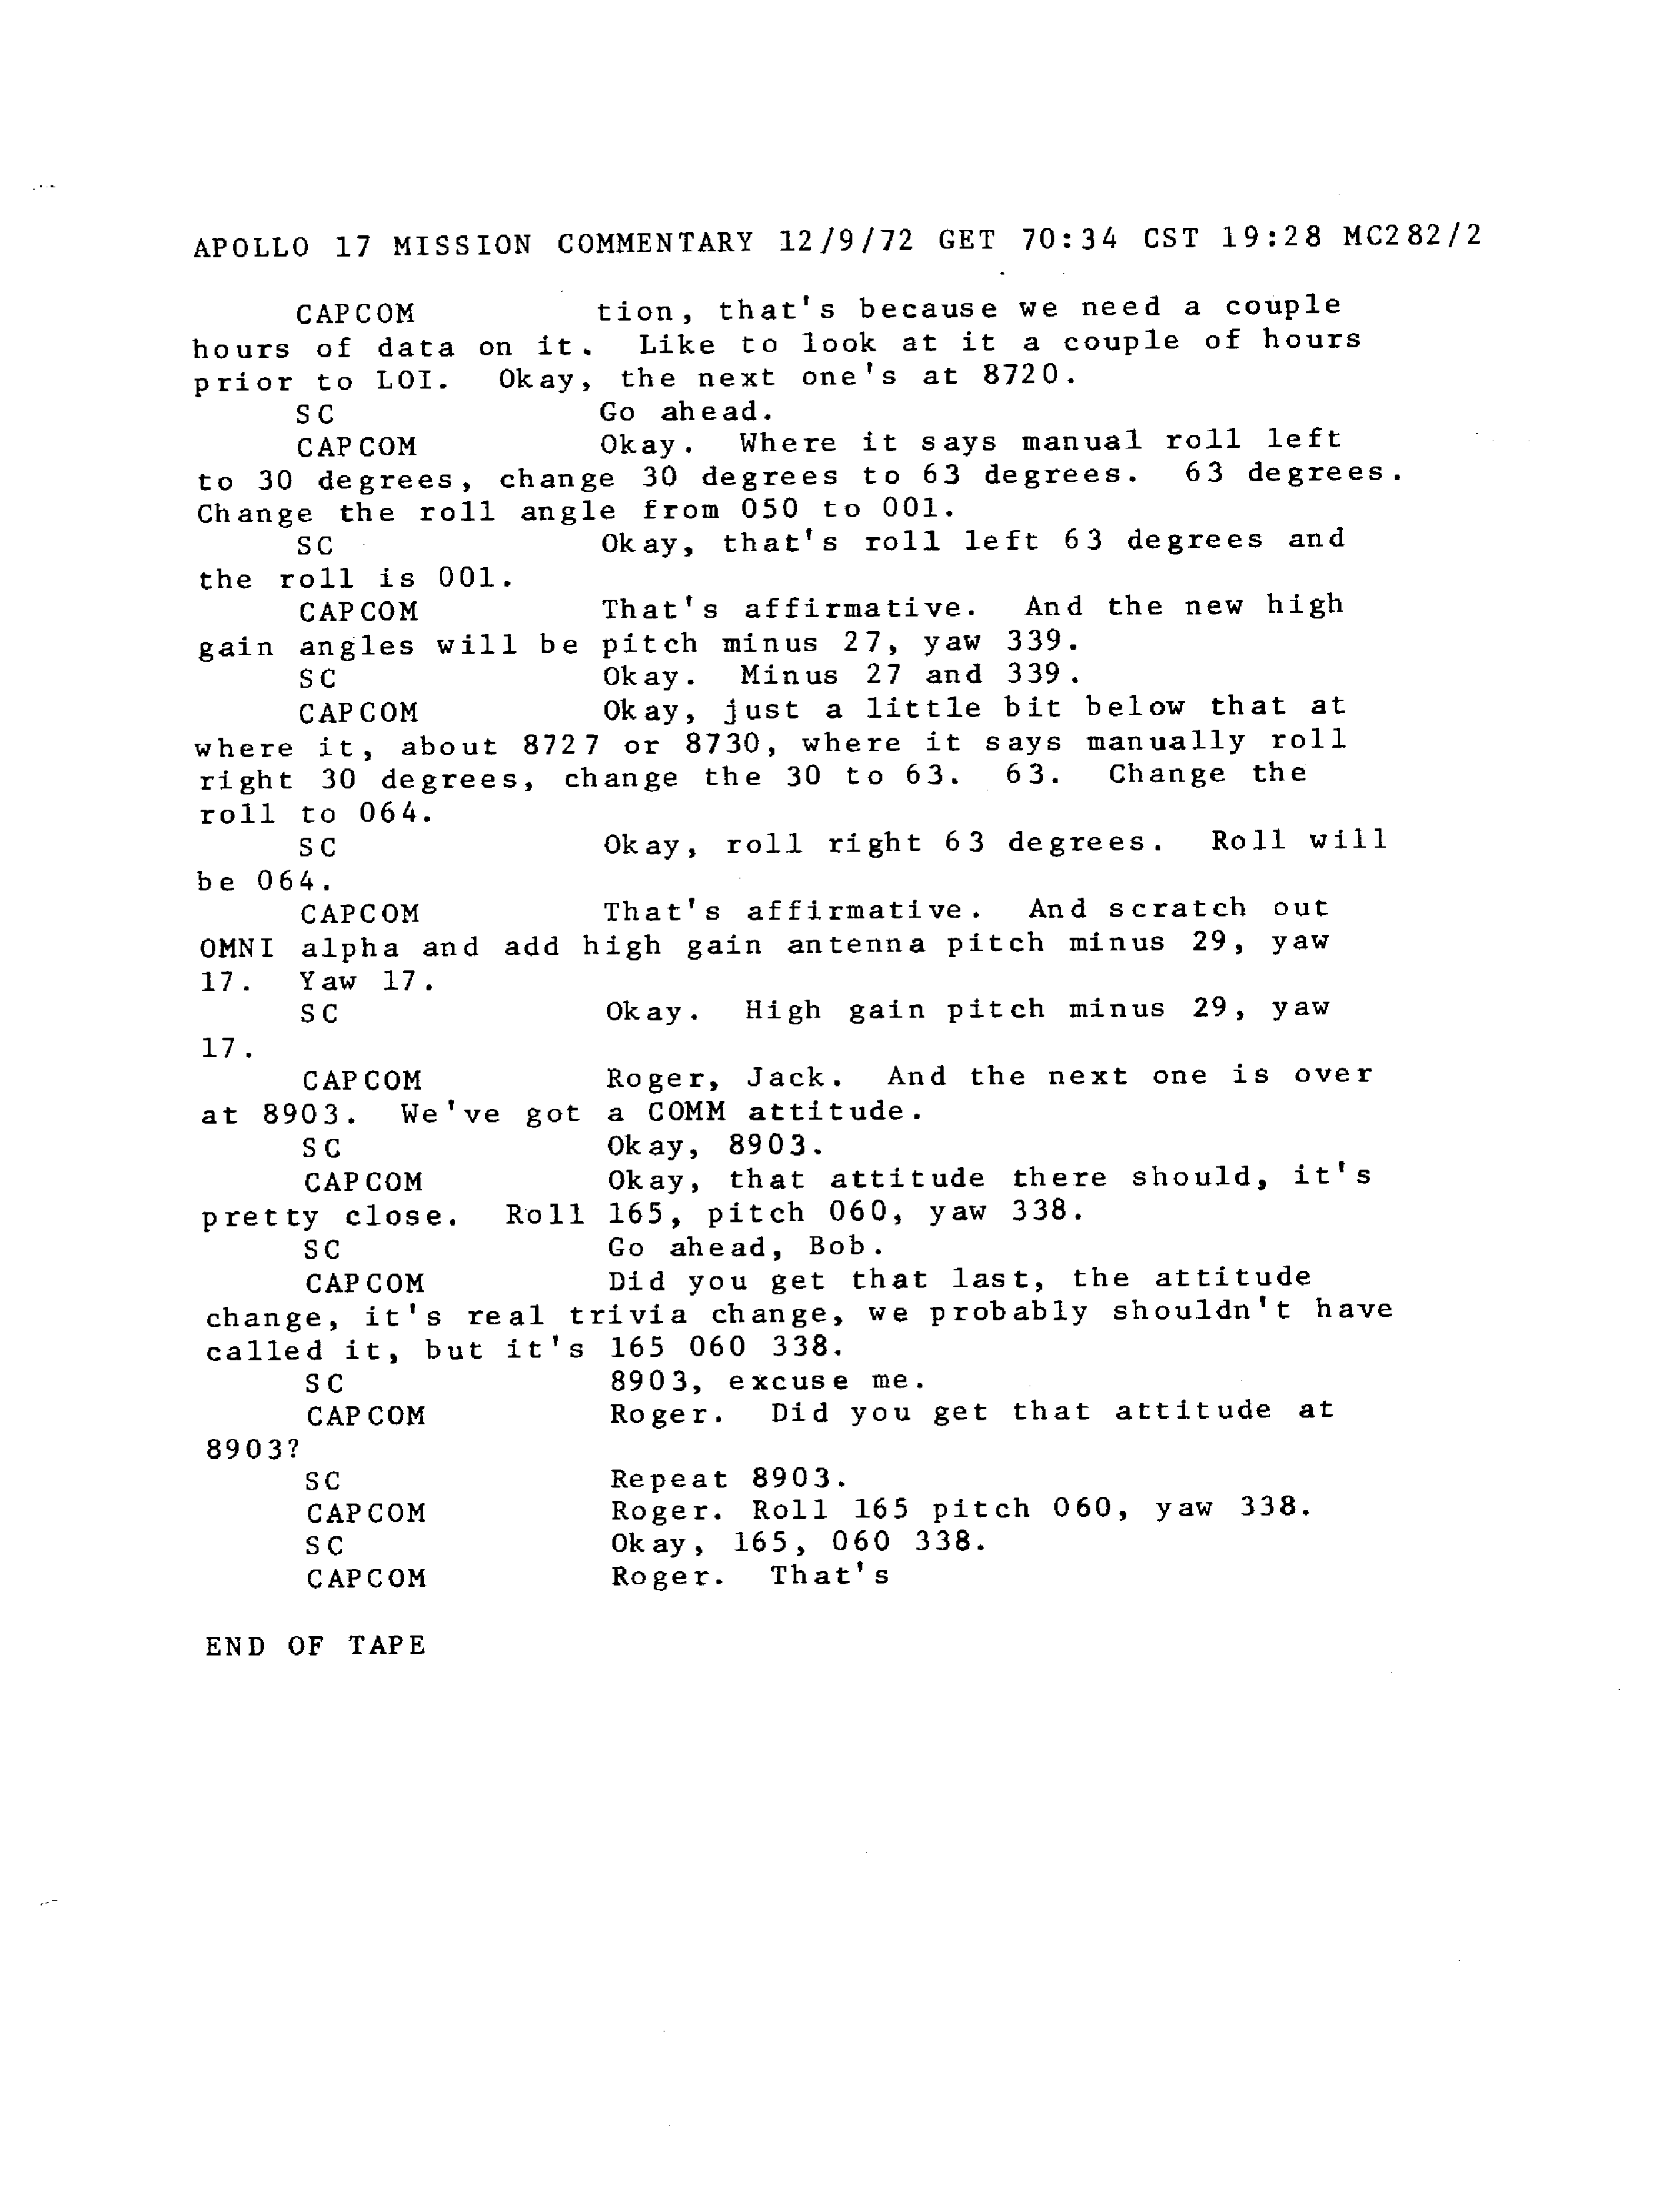 APOLLO 17 MISSION COMMENTARY 12/9/72 GET 70:34 CST 19:28 MC282/2
CAPCOM tion, that's because we need a couple
hours of data on it. Like to look at it a couple of hours
prior to LOI. Okay, the next one's at 8720.
SC Go ahead.
CAPCOM Okay. Where it says manual roll left
to 30 degrees, change 30 degrees to 63 degrees. 63 degrees.
Change the roll angle from 050 to 001.
SC Okay, that's roll left 63 degrees and
the roll is 001.
CAPCOM That's affirmative. And the new high
gain angles will be pitch minus 27, yaw 339.
SC Okay. Minus 27 and 339.
CAPCOM Okay, just a little bit below that at
where it, about 8727 or 8730, where it says manually roll
right 30 degrees, change the 30 to 63. 63. Change the
roll to 064.
SC Okay, roll right 63 degrees. Roll will
be 064.
CAPCOM That's affirmative. And scratch out
OMNI alpha and add high gain antenna pitch minus 29, yaw
17. Yaw 17.
SC Okay. High gain pitch minus 29, yaw
17.
CAPCOM Roger, Jack. And the next one is over
at 8903. We've got a COMM attitude.
SC Okay, 8903.
CAPCOM Okay, that attitude there should, it's
pretty close. Roll 165, pitch 060, yaw 338.
SC Go ahead, Bob.
CAPCOM Did you get that last, the attitude
change, it's real trivia change, we probably shouldn't have
called it, but it's 165 060 338.
SC 8903, excuse me.
CAPCOM Roger. Did you get that attitude at
8903?
SC Repeat 8903.
CAPCOM Roger. Roll 165 pitch 060, yaw 338.
SC Okay, 165, 060 338.
CAPCOM Roger. That's
END OF TAPE